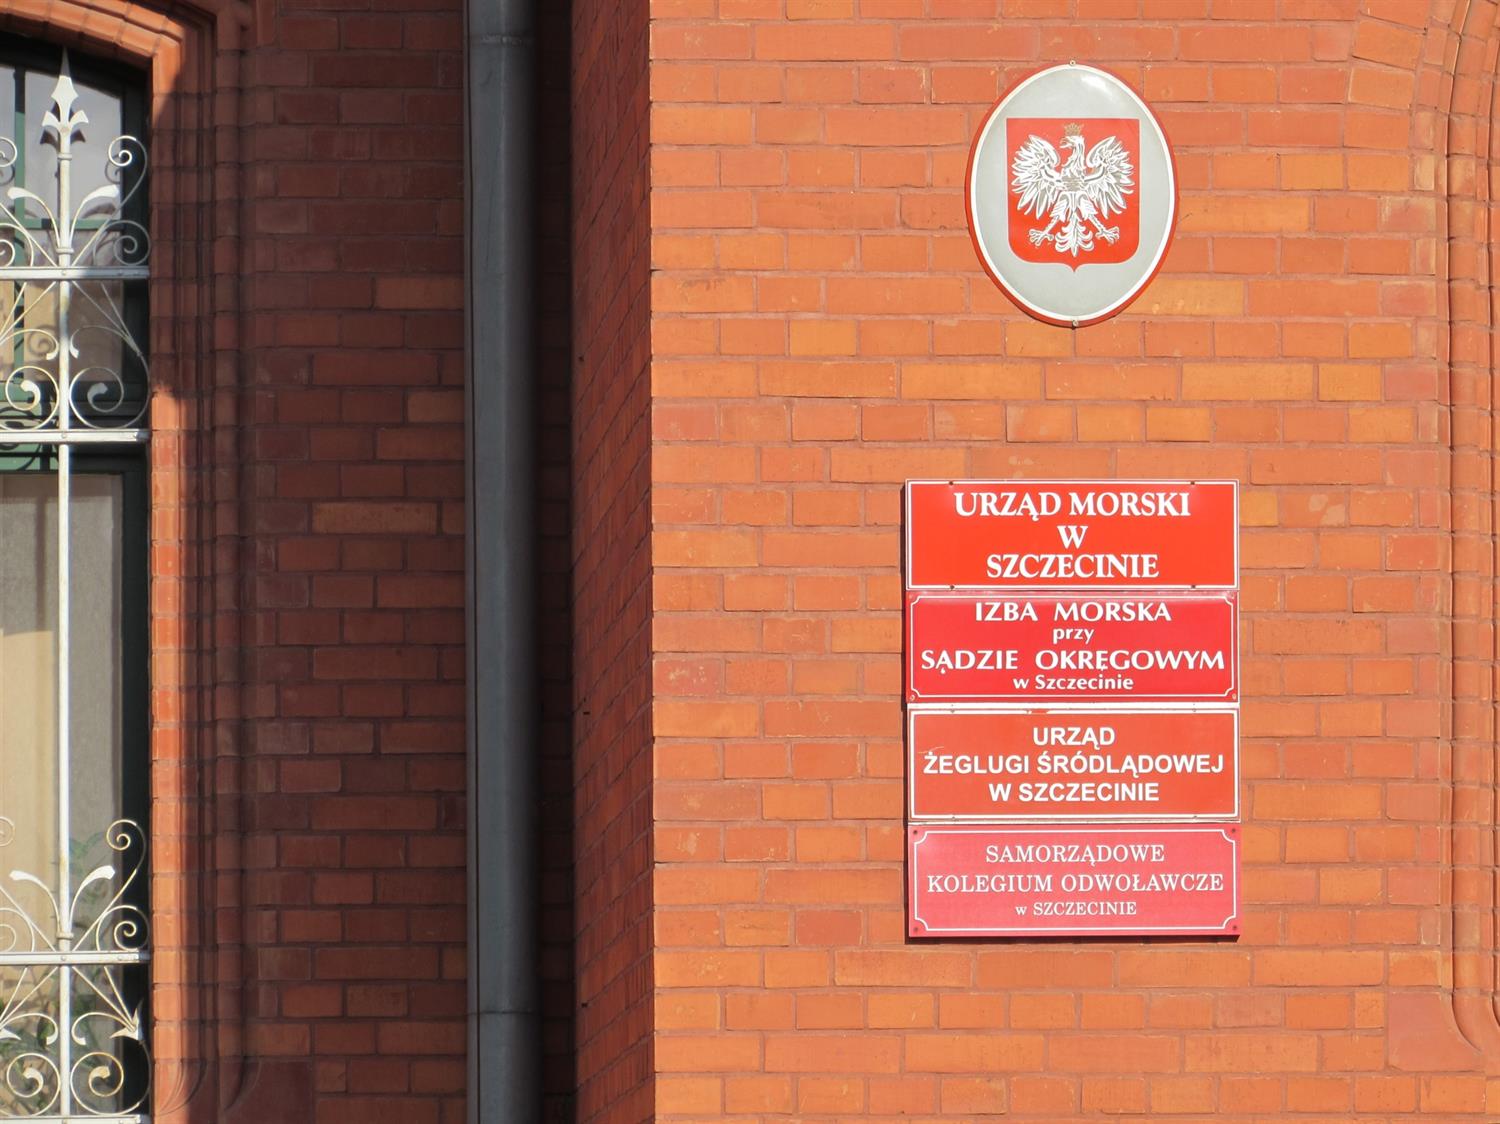 URZĄD MORSKI
W
SZCZECINIE
IZBA MORSKA
przy
SĄDZIE OKRĘGOWYM
w Szczecinie
URZĄD
ŻEGLUGI ŚRÓDLĄDOWEJ
W SZCZECINIE
SAMORZĄDOWE
KOLEGIUM ODWOŁAWCZE
w SZCZECINIE